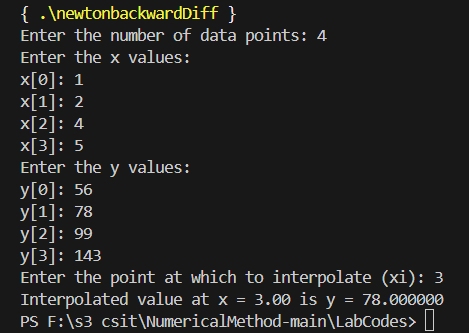 { .\newtonbackwardDiff }
Enter the number of data points: 4
Enter the x values:
x[0]: 1
x[1]: 2
x[2]: 4
x[3]: 5
Enter the y values:
y[0]: 56
y[1]: 78
y[2]: 99
y[3]: 143
Enter the point at which to interpolate (xi): 3
Interpolated value at x = 3.00 is y = 78.000000
PS F:\s3 csit\NumericalMethod-main\LabCodes>